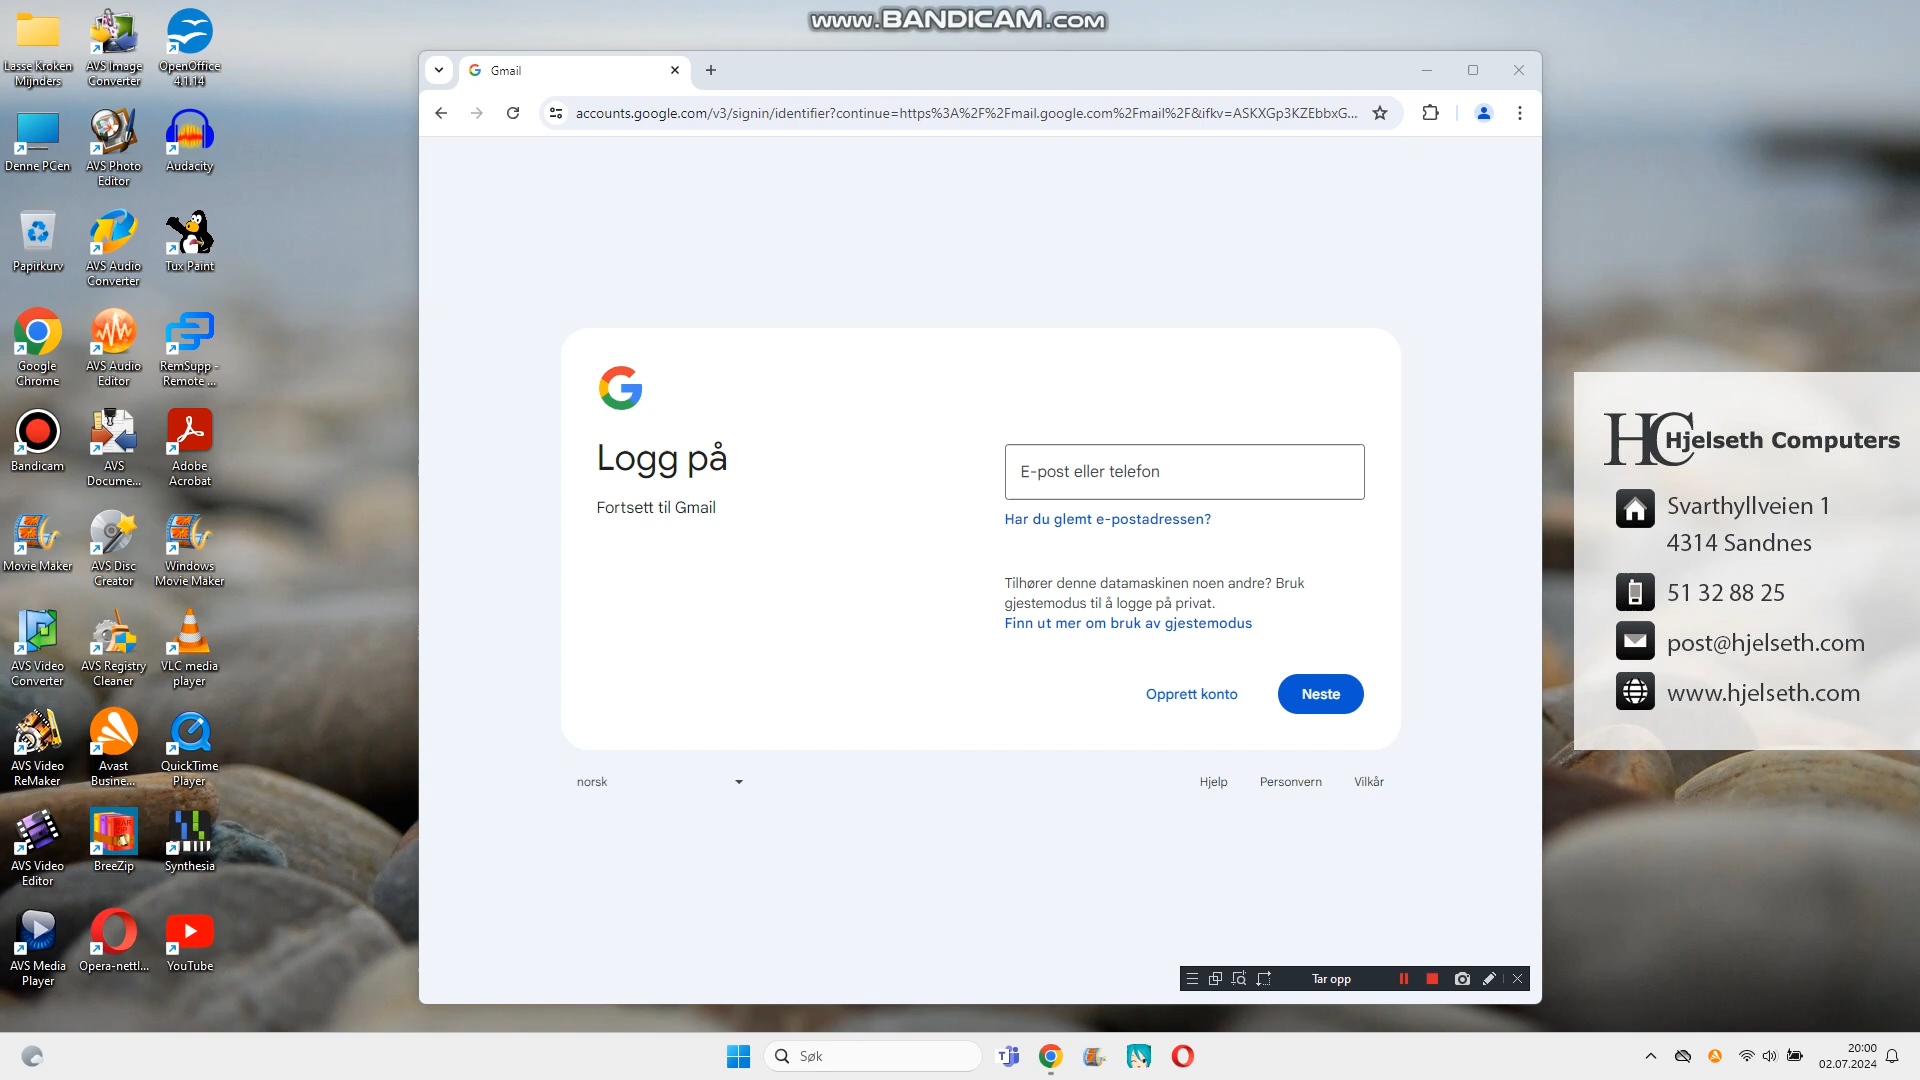 www.BANDICAM.com
Lasse Kroken
Mijnders
AVS Image
Converter
OpenOffice
4.1.14
Denne PCen
AVS Photo
Editor
Audacity
Papirkurv
AVS Audio
Converter
Tux Paint
Google
Chrome
AVS Audio
Editor
RemSupp -
Remote ...
Bandicam
AVS
Docume...
Adobe
Acrobat
Movie Maker
AVS Disc
Creator
Windows
Movie Maker
AVS Video
Converter
AVS Registry
Cleaner
VLC media
player
AVS Video
ReMaker
Avast
Busine...
QuickTime
Player
AVS Video
Editor
BreeZip
Synthesia
AVS Media
Player
Opera-nettl...
YouTube
Gmail
accounts.google.com/v3/signin/identifier?continue=https%3A%2F%2Fmail.google.com%2Fmail%2F&ifkv=ASKXGp3KZEbbxG...
Logg på
Fortsett til Gmail
E-post eller telefon
Har du glemt e-postadressen?
Tilhører denne datamaskinen noen andre? Bruk
gjestemodus til å logge på privat.
Finn ut mer om bruk av gjestemodus
Opprett konto
Neste
norsk
Hjelp
Personvern
Vilkår
Tar opp
HC Hjelseth Computers
Svarthyllveien 1
4314 Sandnes
51 32 88 25
post@hjelseth.com
www.hjelseth.com
Søk
20:00
02.07.2024